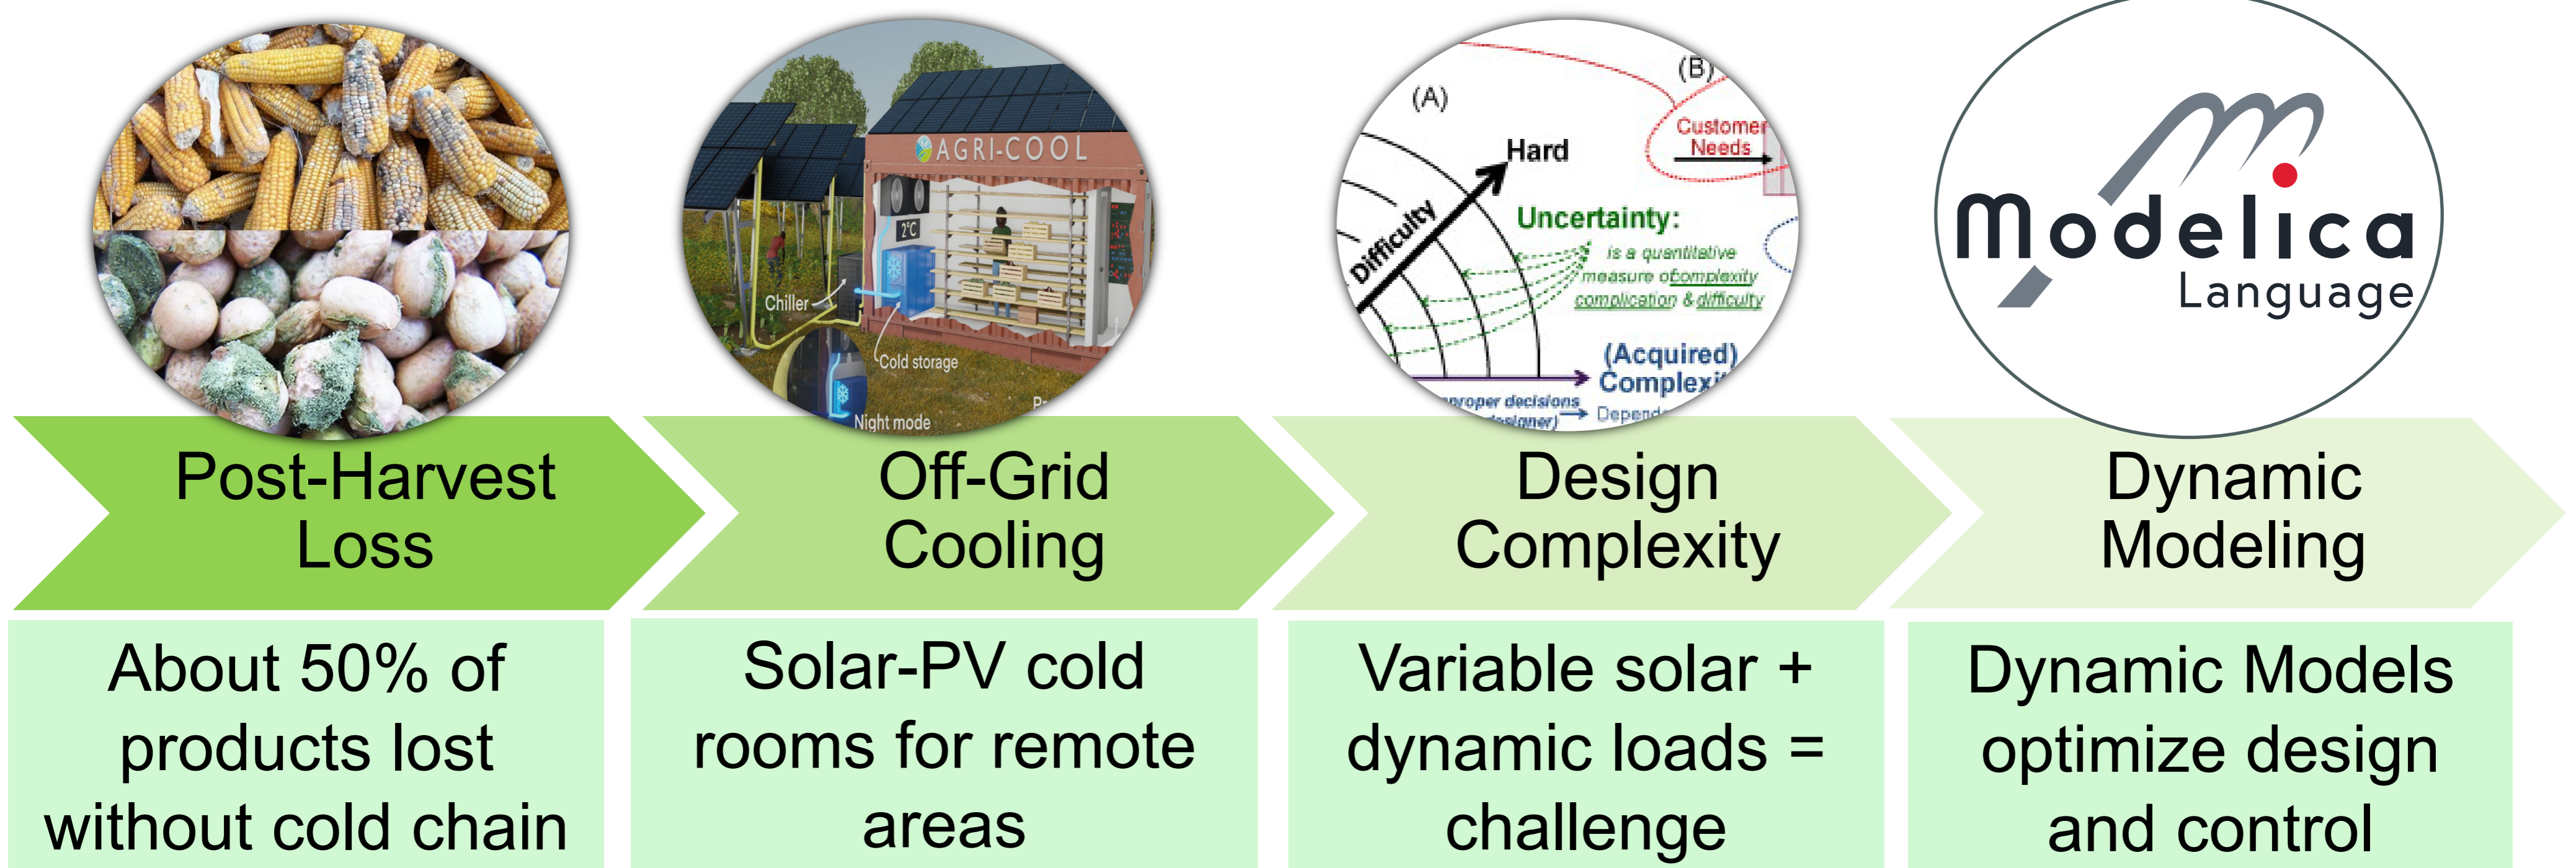 AGRI-COOL
2°C
Chiller
Cold storage
Night mode
(A)
(B)
Customer
Needs
Hard
Difficulty
Uncertainty:
is a quantitative
measure of complexity
complication & difficulty
(Acquired)
decisions
Modelica
Language
Post-Harvest
Loss
Off-Grid
Cooling
Design
Complexity
Dynamic
Modeling
About 50% of
products lost
without cold chain
Solar-PV cold
rooms for remote
areas
Variable solar +
dynamic loads =
challenge
Dynamic Models
optimize design
and control